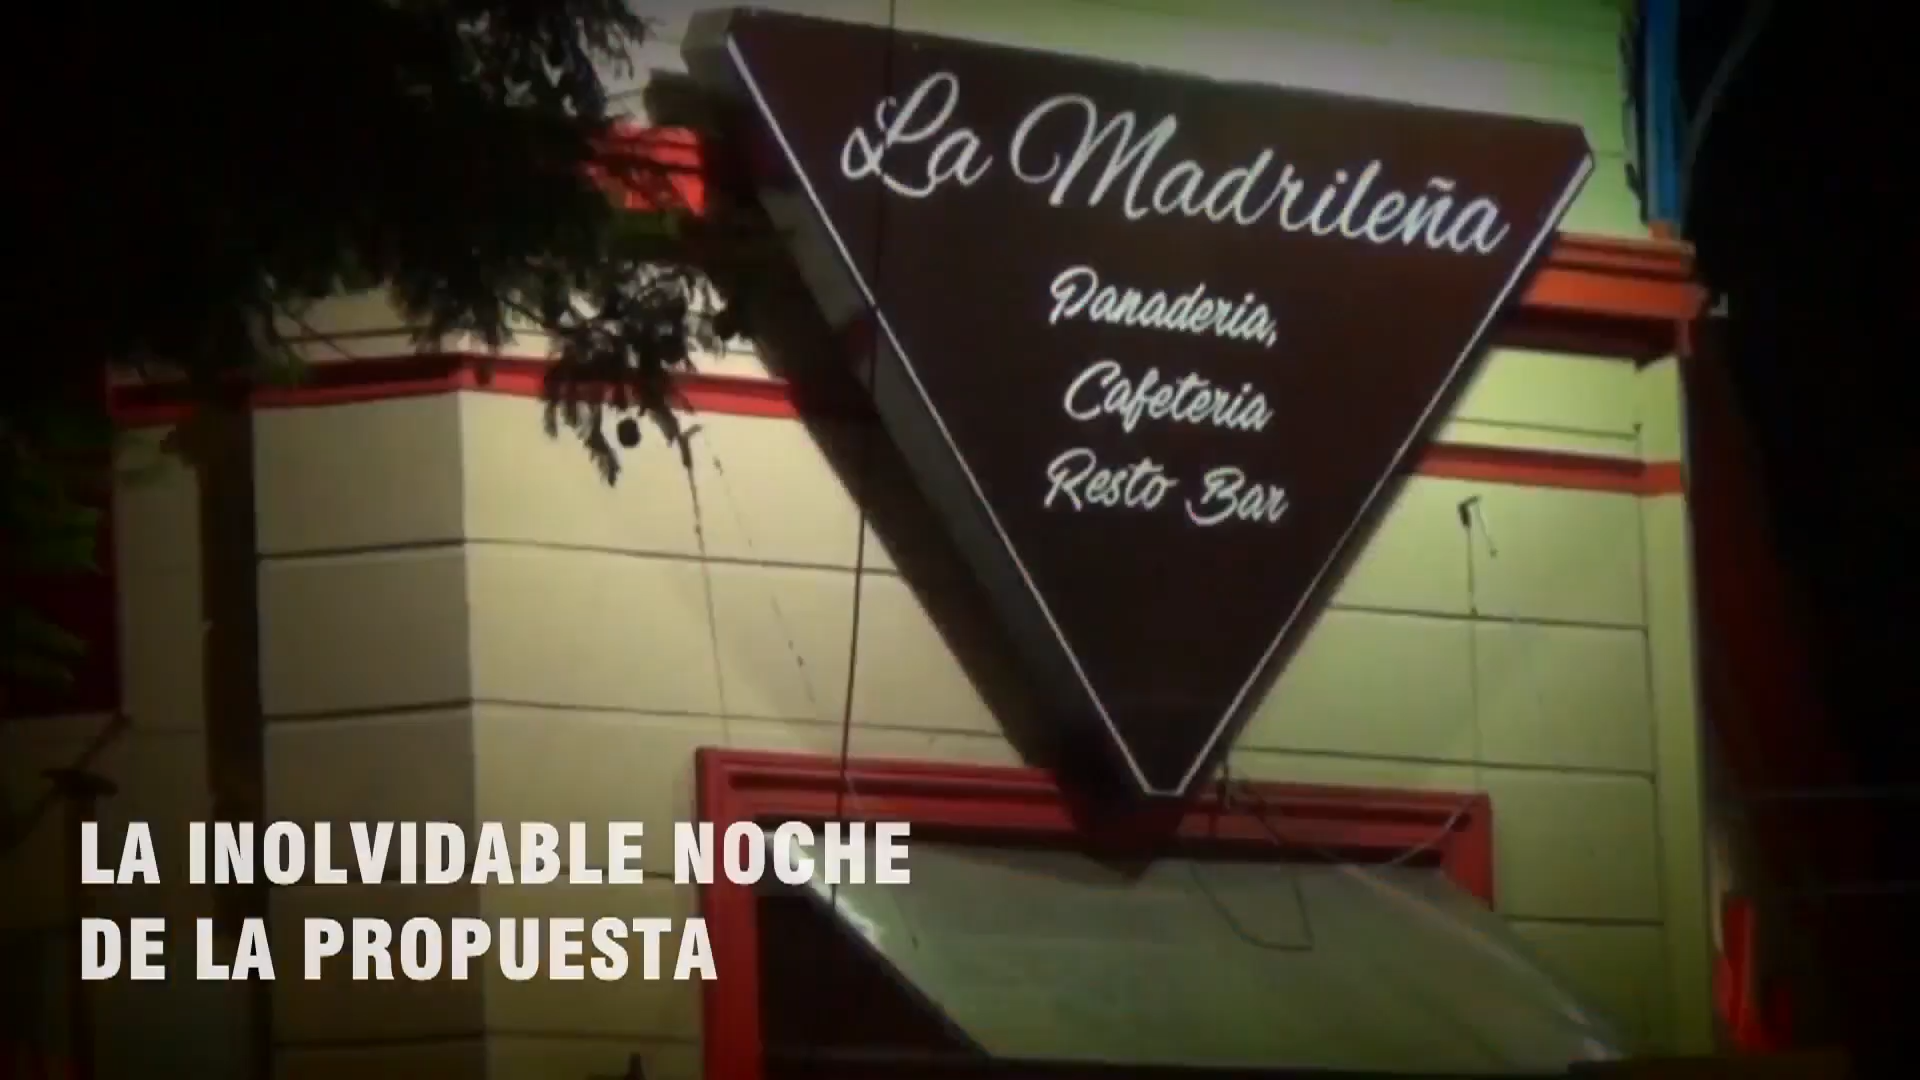 La Madrileña
Panaderia,
Cafeteria
Resto Bar
LA INOLVIDABLE NOCHE
DE LA PROPUESTA